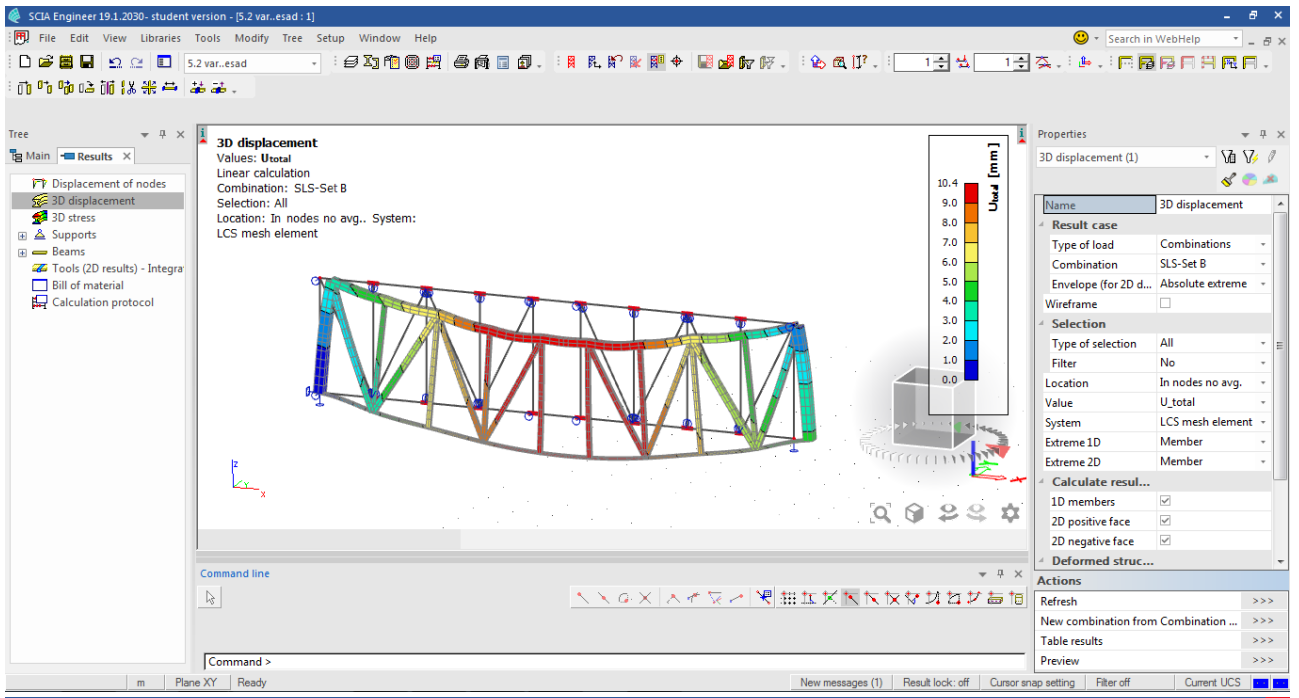 SCIA Engineer 19.1.2030- student version - [5.2 var..esad : 1]
File Edit View Libraries Tools Modify Tree Setup Window Help
Search in WebHelp
5.2 var..esad
1
1
Tree
Main
Results
Displacement of nodes
3D displacement
3D stress
Supports
Beams
Tools (2D results) - Integra
Bill of material
Calculation protocol
3D displacement
Values: Utotal
Linear calculation
Combination: SLS-Set B
Selection: All
Location: In nodes no avg.. System:
LCS mesh element
Utotal [mm]
10.4
9.0
8.0
7.0
6.0
5.0
4.0
3.0
2.0
1.0
0.0
z
Y
x
Command line
Command >
Properties
3D displacement (1)
Name 3D displacement
Result case
Type of load Combinations
Combination SLS-Set B
Envelope (for 2D d... Absolute extreme
Wireframe
Selection
Type of selection All
Filter No
Location In nodes no avg.
Value U_total
System LCS mesh element
Extreme 1D Member
Extreme 2D Member
Calculate resul...
1D members
2D positive face
2D negative face
Deformed struc...
Actions
Refresh >>>
New combination from Combination ... >>>
Table results >>>
Preview >>>
m Plane XY Ready New messages (1) Result lock: off Cursor snap setting Filter off Current UCS